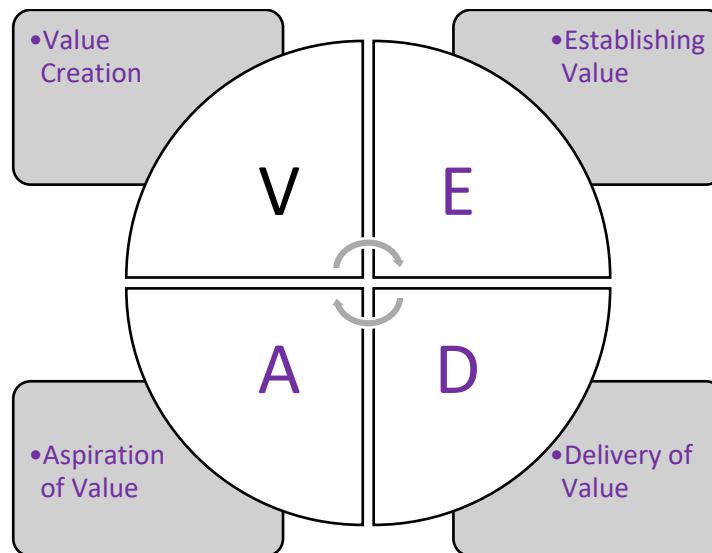 •Value
Creation
•Establishing
Value
V
E
A
D
•Aspiration
of Value
•Delivery of
Value